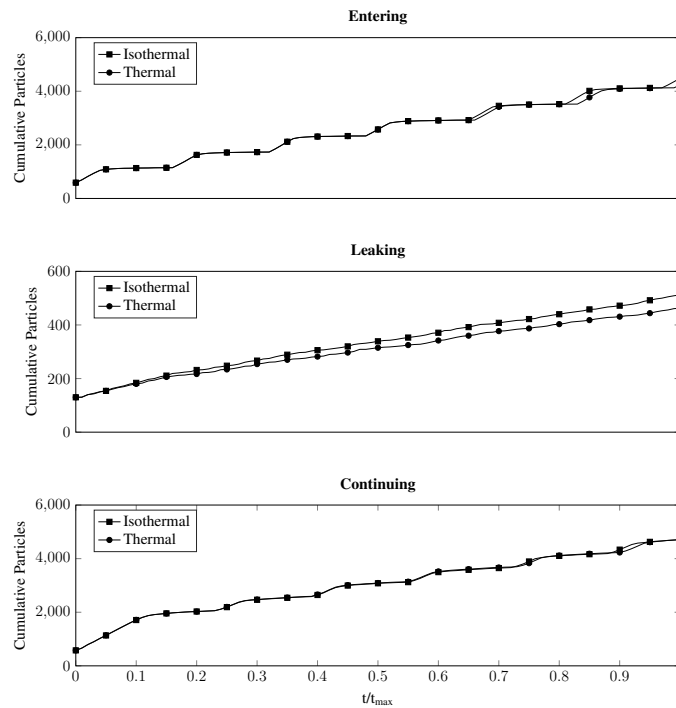 Entering
6,000
4,000
2,000
0
Cumulative Particles
Isothermal
Thermal
Leaking
600
400
200
0
Cumulative Particles
Isothermal
Thermal
Continuing
6,000
4,000
2,000
0
Cumulative Particles
Isothermal
Thermal
0 0.1 0.2 0.3 0.4 0.5 0.6 0.7 0.8 0.9
t/tmax